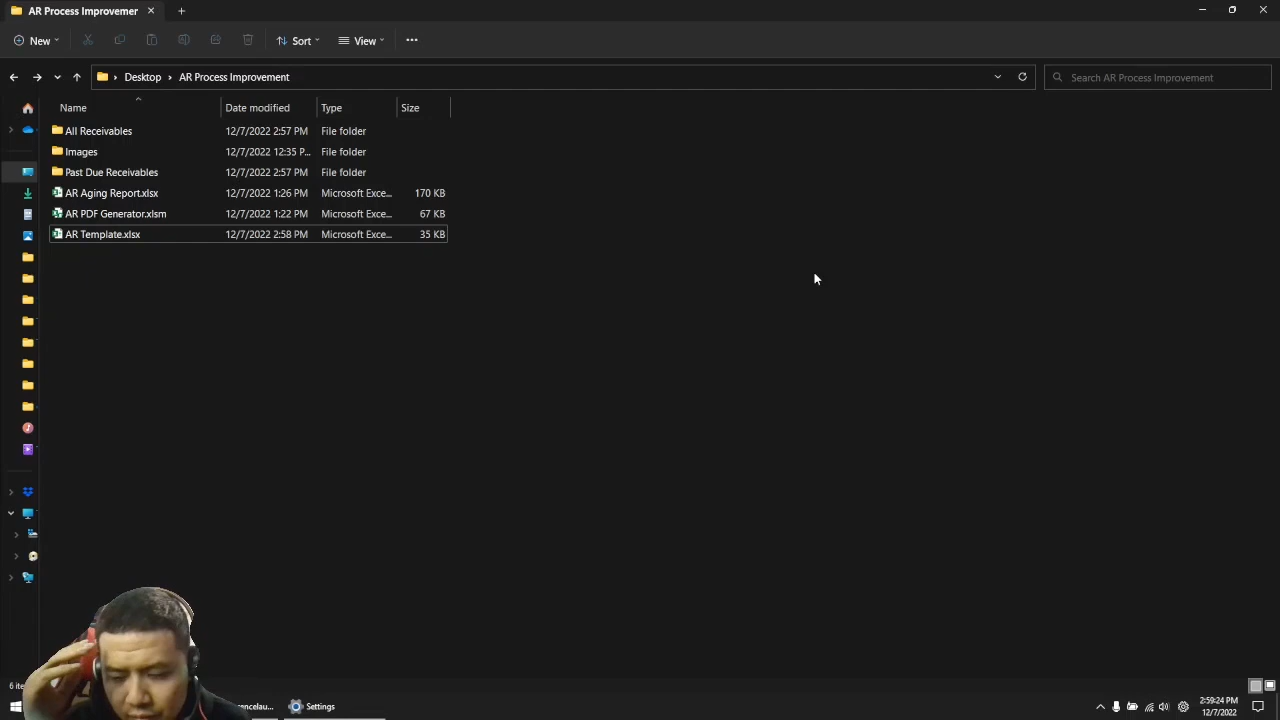 AR Process Improvemer
New
Sort
View
Desktop
AR Process Improvement
Search AR Process Improvement
Name
Date modified
Type
Size
All Receivables 12/7/2022 2:57 PM File folder
Images 12/7/2022 12:35 P... File folder
Past Due Receivables 12/7/2022 2:57 PM File folder
AR Aging Report.xlsx 12/7/2022 1:26 PM Microsoft Exce... 170 KB
AR PDF Generator.xlsm 12/7/2022 1:22 PM Microsoft Exce... 67 KB
AR Template.xlsx 12/7/2022 2:58 PM Microsoft Exce... 35 KB
6 ite
encelau...
Settings
2:59:24 PM
12/7/2022